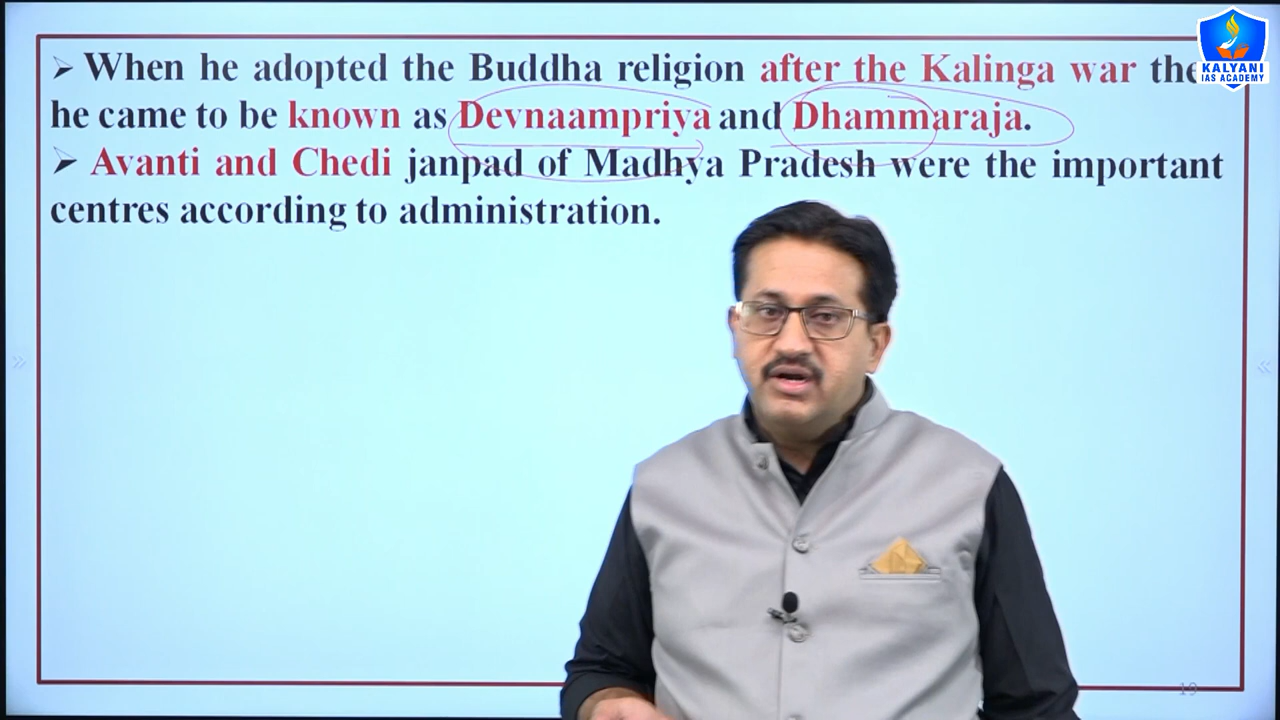 ➢ When he adopted the Buddha religion after the Kalinga war the
he came to be known as Devnaampriya and Dhammaraja.
➢ Avanti and Chedi janpad of Madhya Pradesh were the important
centres according to administration.
KALYANI
IAS ACADEMY
19